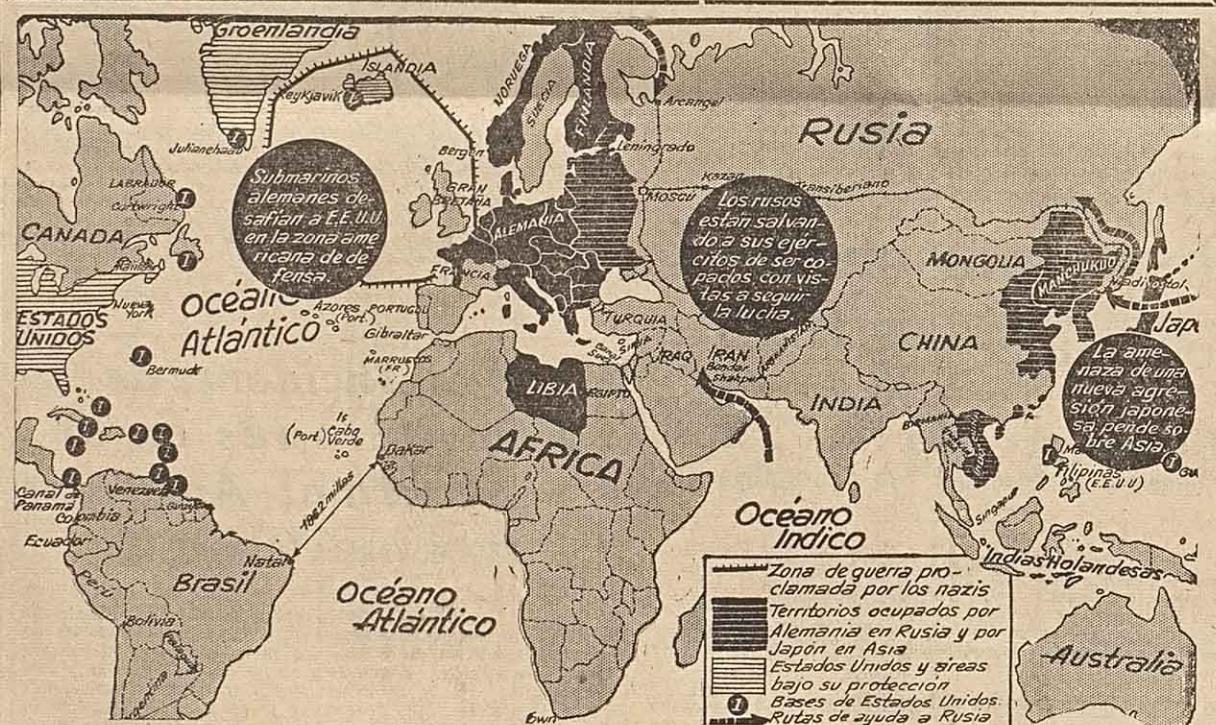 Groenlandia
ISLANDIA
Reykjavik
Julianehaab
NORUEGA
SUECIA
FINLANDIA
Arcangel
Leningrado
RUSIA
Bergen
GRAN
BRETAÑA
Submarinos
alemanes de-
safian a E.E.U.U.
en la zona ame
ricana de de-
fensa.
LABRADOR
Cartwright
CANADA
Nueva
York
ESTADOS
UNIDOS
Océano
Atlántico
Bermuda
Azores
(Port.)
PORTUGAL
Gibraltar
MARRUECOS
(FR.)
FRANCIA
ALEMANIA
MOSCU
Kazan
Transiberiano
Los rusos
estan salvan-
do a sus ejér-
citos de ser co-
pados, con vis-
tas a seguir
la lucha.
MONGOLIA
MANCHUKUO
CHINA
TURQUIA
SIRIA
IRAQ
IRAN
Bandar
Shahpur
AFGANISTAN
INDIA
BIRMANIA
LIBIA
EGIPTO
AFRICA
Is.
Cabo
Verde
(Port.)
Dakar
1862 millas
La ame-
naza de una
nueva agre-
sión japone-
sa pende so-
bre Asia
Filipinas
(E.E.U.U.)
Singapur
Indias Holandesas
Canal de
Panamá
Venezuela
Colombia
Ecuador
Perú
Brasil
Natal
Bolivia
Argentina
Océano
Atlántico
Océano
Indico
Australia
Zona de guerra pro-
clamada por los nazis
Territorios ocupados por
Alemania en Rusia y por
Japón en Asia
Estados Unidos y áreas
bajo su protección
Bases de Estados Unidos.
Rutas de ayuda a Rusia